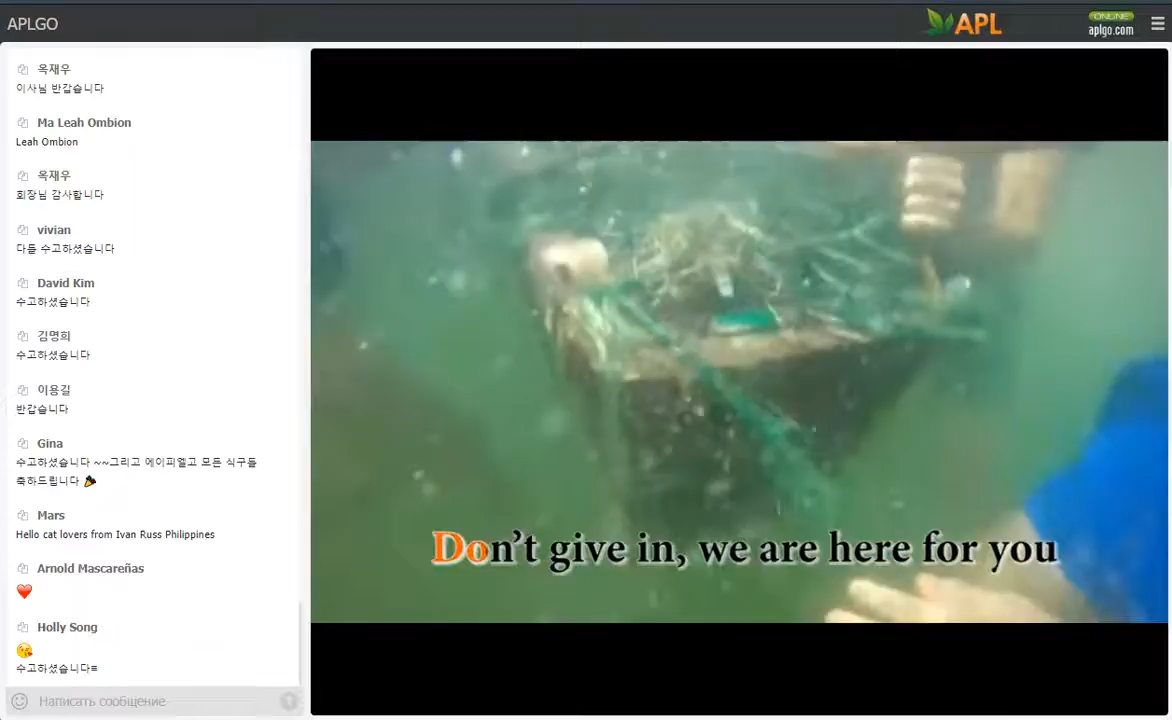 APLGO
APL
ONLINE
aplgo.com
옥재우
이사님 반갑습니다
Ma Leah Ombion
Leah Ombion
옥재우
회장님 감사합니다
vivian
다들 수고하셨습니다
David Kim
수고하셨습니다
김명희
수고하셨습니다
이용길
반갑습니다
Gina
수고하셨습니다 ~~그리고 에이피엘고 모든 식구들
축하드립니다 🎉
Mars
Hello cat lovers from Ivan Russ Philippines
Arnold Mascareñas
❤️
Holly Song
😘
수고하셨습니다≡
Написать сообщение
Don't give in, we are here for you